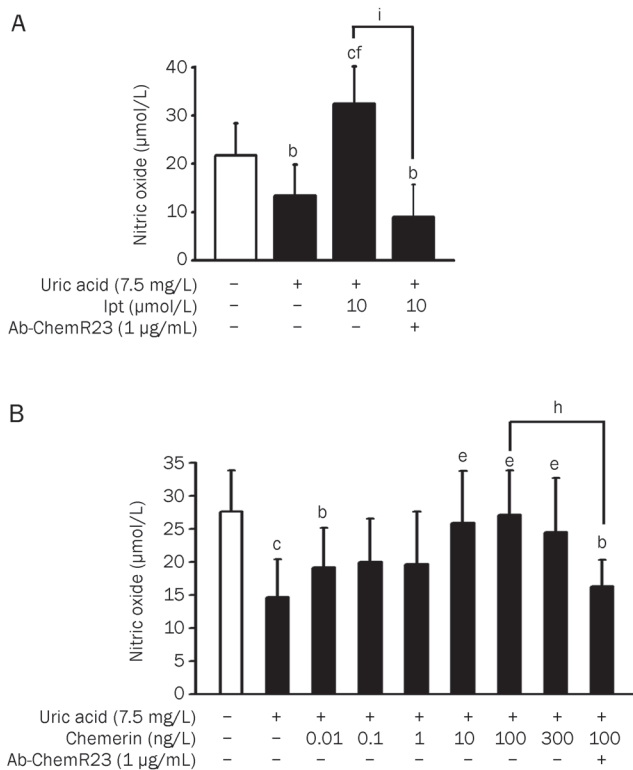 A
i
cf
40
30
b
b
20
10
0
Nitric oxide (µmol/L)
Uric acid (7.5 mg/L) – + + +
Ipt (µmol/L) – – 10 10
Ab-ChemR23 (1 µg/mL) – – – +
B
h
35
e e e
30
b
25
c
b
20
15
10
5
0
Nitric oxide (µmol/L)
Uric acid (7.5 mg/L) – + + + + + + + +
Chemerin (ng/L) – – 0.01 0.1 1 10 100 300 100
Ab-ChemR23 (1 µg/mL) – – – – – – – – +